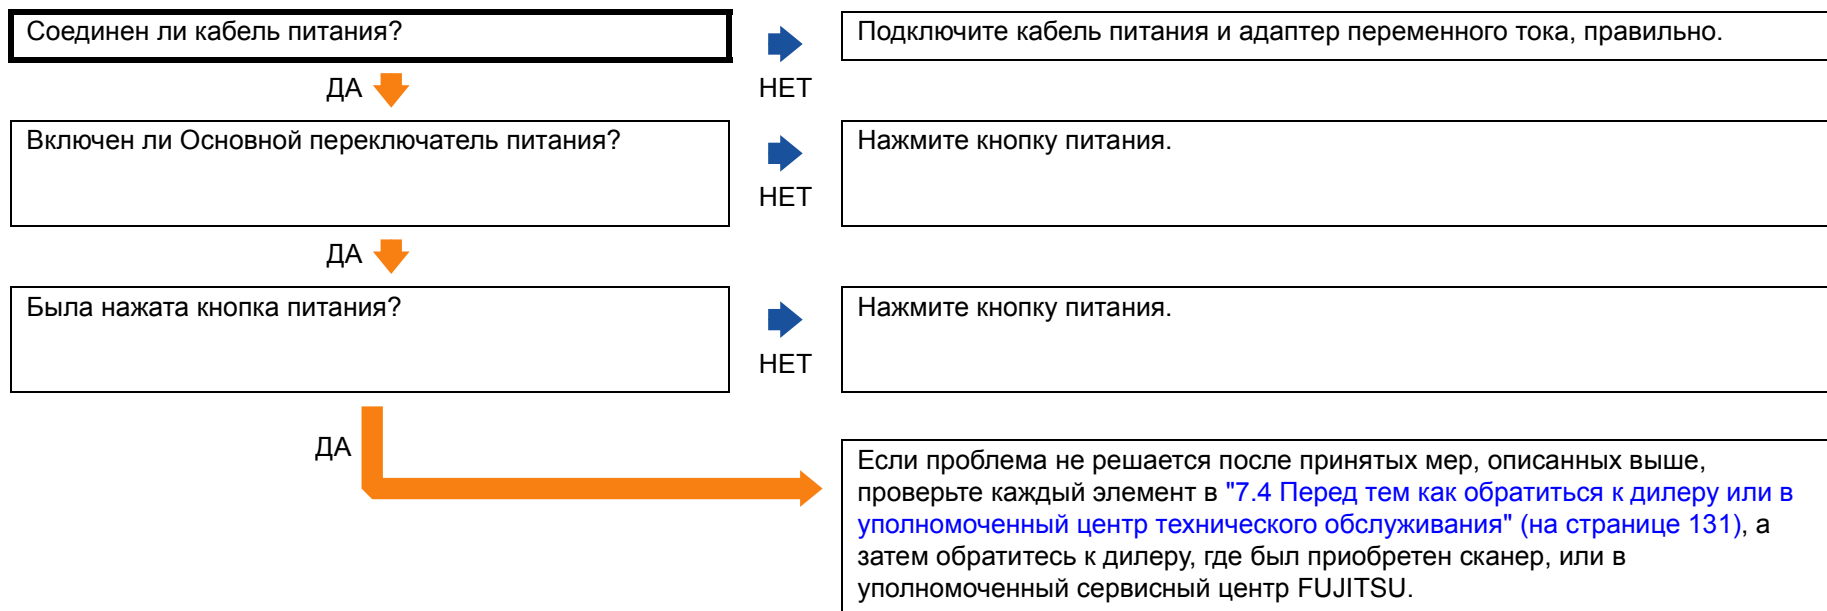 Соединен ли кабель питания?
Подключите кабель питания и адаптер переменного тока, правильно.
ДА
НЕТ
Включен ли Основной переключатель питания?
Нажмите кнопку питания.
НЕТ
ДА
Была нажата кнопка питания?
Нажмите кнопку питания.
НЕТ
ДА
Если проблема не решается после принятых мер, описанных выше,
проверьте каждый элемент в "7.4 Перед тем как обратиться к дилеру или в
уполномоченный центр технического обслуживания" (на странице 131), а
затем обратитесь к дилеру, где был приобретен сканер, или в
уполномоченный сервисный центр FUJITSU.